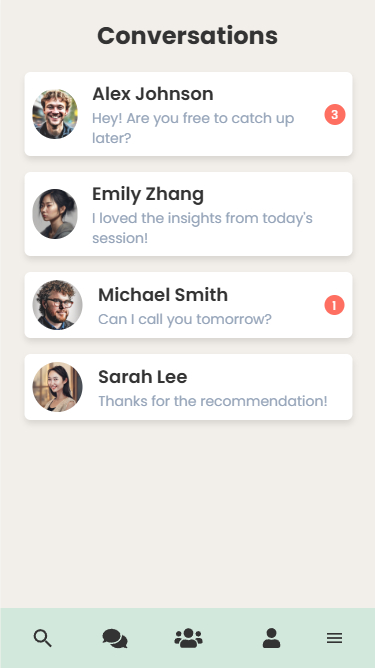 Conversations
Alex Johnson
Hey! Are you free to catch up
later?
3
Emily Zhang
I loved the insights from today's
session!
Michael Smith
Can I call you tomorrow?
1
Sarah Lee
Thanks for the recommendation!